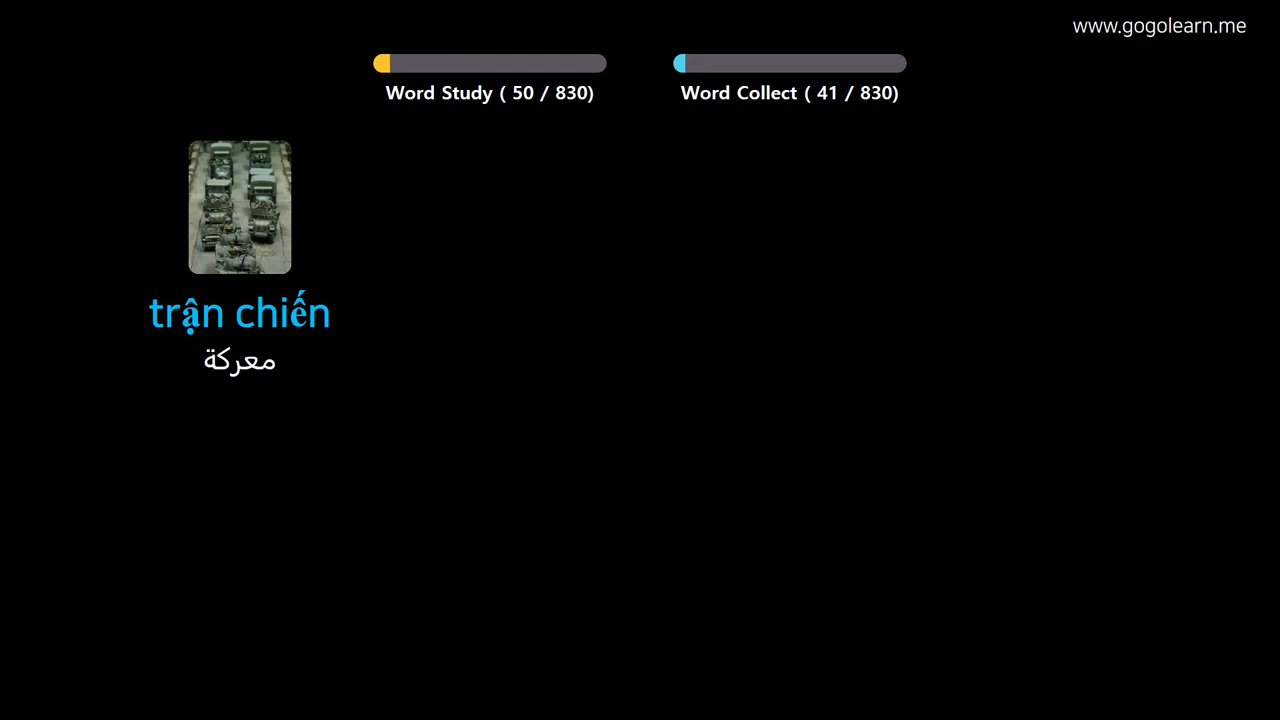 www.gogolearn.me
Word Study ( 50 / 830)
Word Collect ( 41 / 830)
trận chiến
معركة